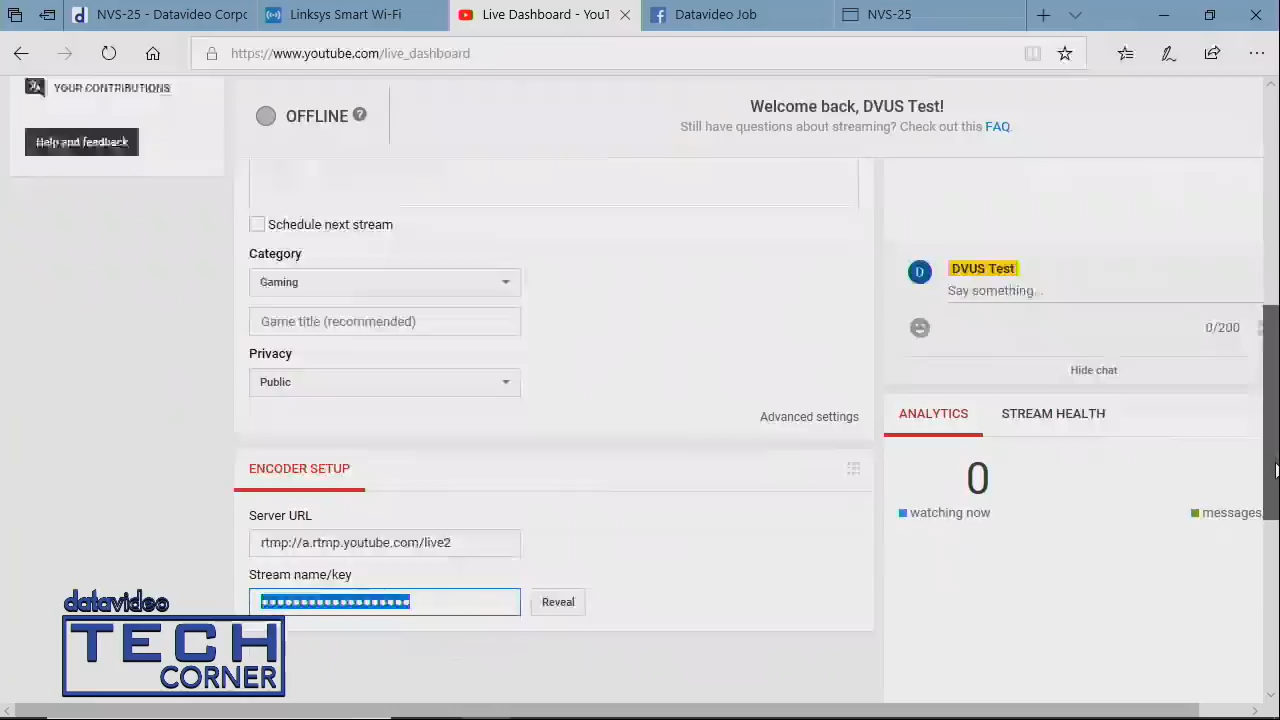 NVS-25 - Datavideo Corpo
Linksys Smart Wi-Fi
Live Dashboard - YouT
Datavideo Job
NVS-25
https://www.youtube.com/live_dashboard
YOUR CONTRIBUTIONS
Help and feedback
OFFLINE
Welcome back, DVUS Test!
Still have questions about streaming? Check out this FAQ.
Schedule next stream
Category
Gaming
Game title (recommended)
Privacy
Public
Advanced settings
DVUS Test
Say something...
0/200
Hide chat
ANALYTICS
STREAM HEALTH
0
watching now
messages
ENCODER SETUP
Server URL
rtmp://a.rtmp.youtube.com/live2
Stream name/key
Reveal
datavideo
TECH
CORNER